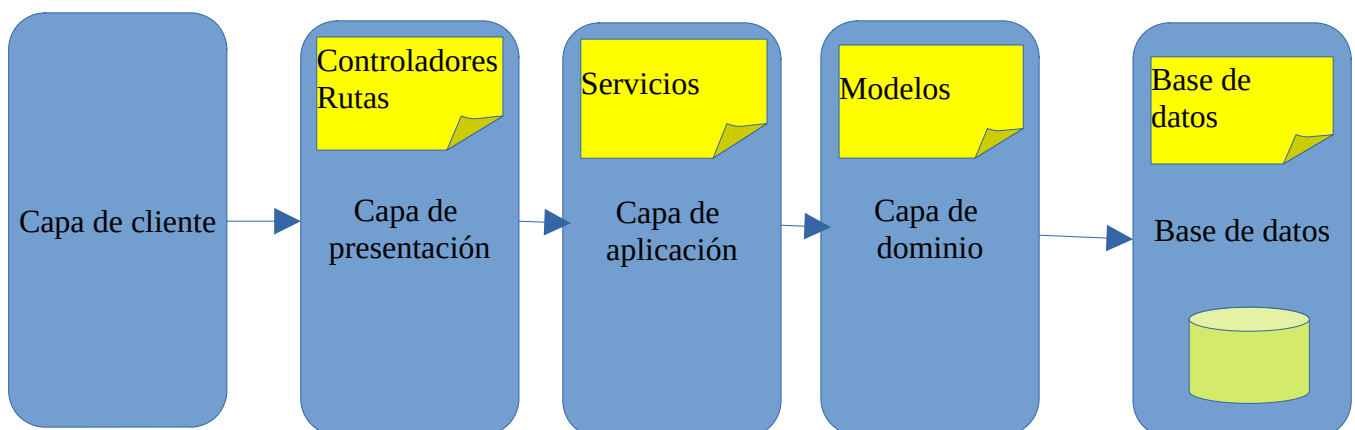 Capa de cliente
Controladores
Rutas
Capa de
presentación
Servicios
Capa de
aplicación
Modelos
Capa de
dominio
Base de
datos
Base de datos